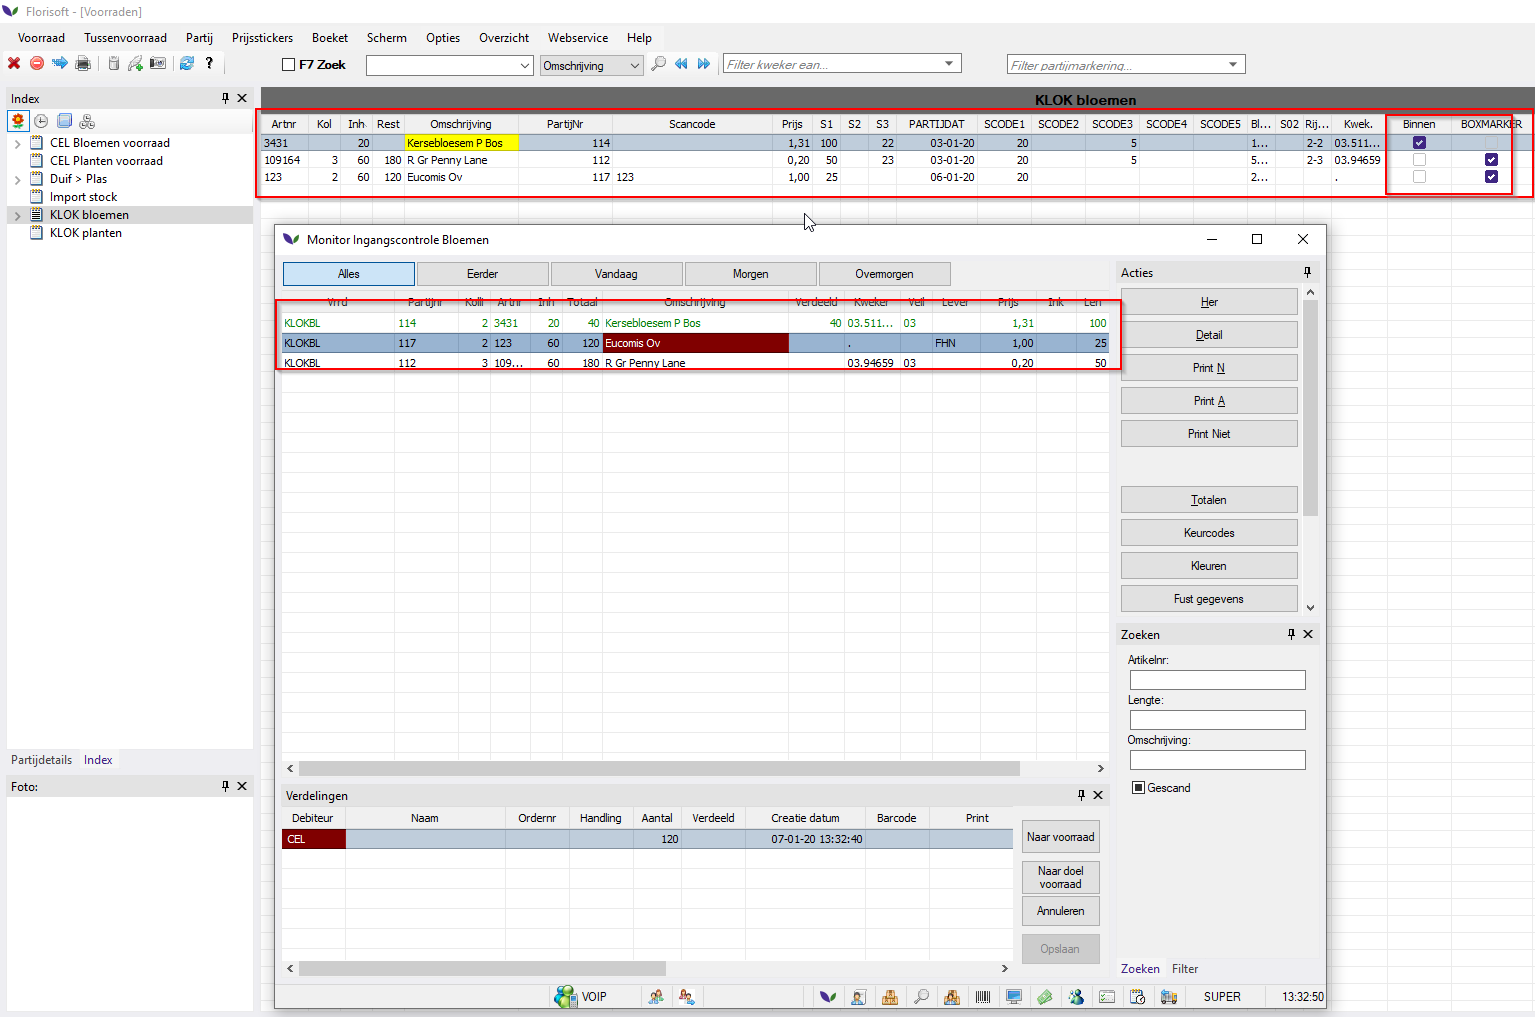 Florisoft - [Voorraden]
Voorraad Tussenvoorraad Partij Prijsstickers Boeket Scherm Opties Overzicht Webservice Help
F7 Zoek Omschrijving Filter kweker ean... Filter partijmarkering...
Index
KLOK bloemen
Artnr Kol Inh. Rest Omschrijving PartijNr Scancode Prijs S1 S2 S3 PARTIJDAT SCODE1 SCODE2 SCODE3 SCODE4 SCODE5 Bl... S02 Rij... Kwek. Binnen BOXMARKER
3431 20 Kersebloesem P Bos 114 1,31 100 22 03-01-20 20 5 1... 2-2 03.511...
109164 3 60 180 R Gr Penny Lane 112 0,20 50 23 03-01-20 20 5 5... 2-3 03.94659
123 2 60 120 Eucomis Ov 117 123 1,00 25 06-01-20 20 2... .
CEL Bloemen voorraad
CEL Planten voorraad
Duif > Plas
Import stock
KLOK bloemen
KLOK planten
Partijdetails Index
Foto:
Monitor Ingangscontrole Bloemen
Alles Eerder Vandaag Morgen Overmorgen
Vrrd Partijnr Kolli Artnr Inh Totaal Omschrijving Verdeeld Kweker Veil Lever Prijs Ink Len
KLOKBL 114 2 3431 20 40 Kersebloesem P Bos 40 03.511... 03 1,31 100
KLOKBL 117 2 123 60 120 Eucomis Ov . FHN 1,00 25
KLOKBL 112 3 109... 60 180 R Gr Penny Lane 03.94659 03 0,20 50
Acties
Her
Detail
Print N
Print A
Print Niet
Totalen
Keurcodes
Kleuren
Fust gegevens
Zoeken
Artikelnr:
Lengte:
Omschrijving:
Gescand
Zoeken Filter
Verdelingen
Debiteur Naam Ordernr Handling Aantal Verdeeld Creatie datum Barcode Print
CEL 120 07-01-20 13:32:40
Naar voorraad
Naar doel
voorraad
Annuleren
Opslaan
VOIP SUPER 13:32:50